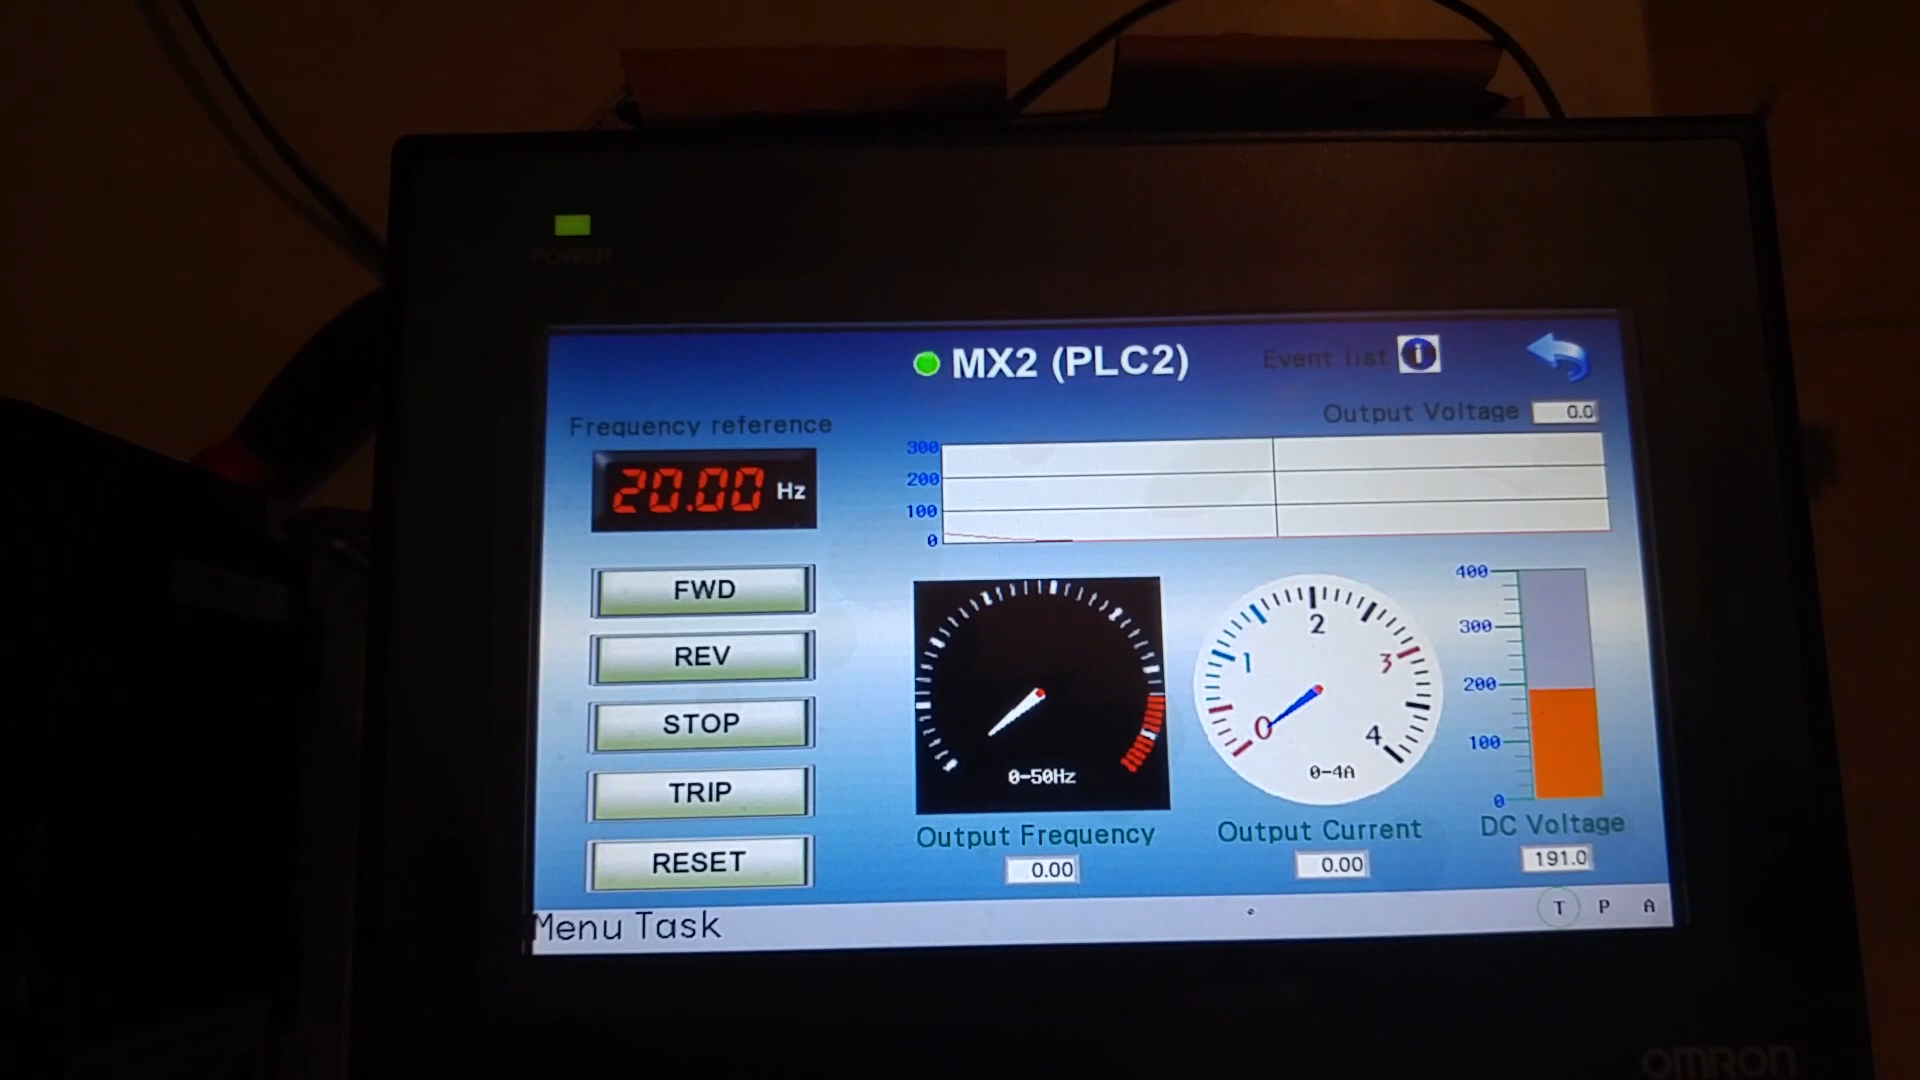 POWER
MX2 (PLC2)
Event list i
Output Voltage 0.0
Frequency reference
20.00 Hz
300
200
100
0
FWD
REV
STOP
TRIP
RESET
0-50Hz
Output Frequency
0.00
0
1
2
3
4
0-4A
Output Current
0.00
400
300
200
100
0
DC Voltage
191.0
Menu Task
T P A
OMRON